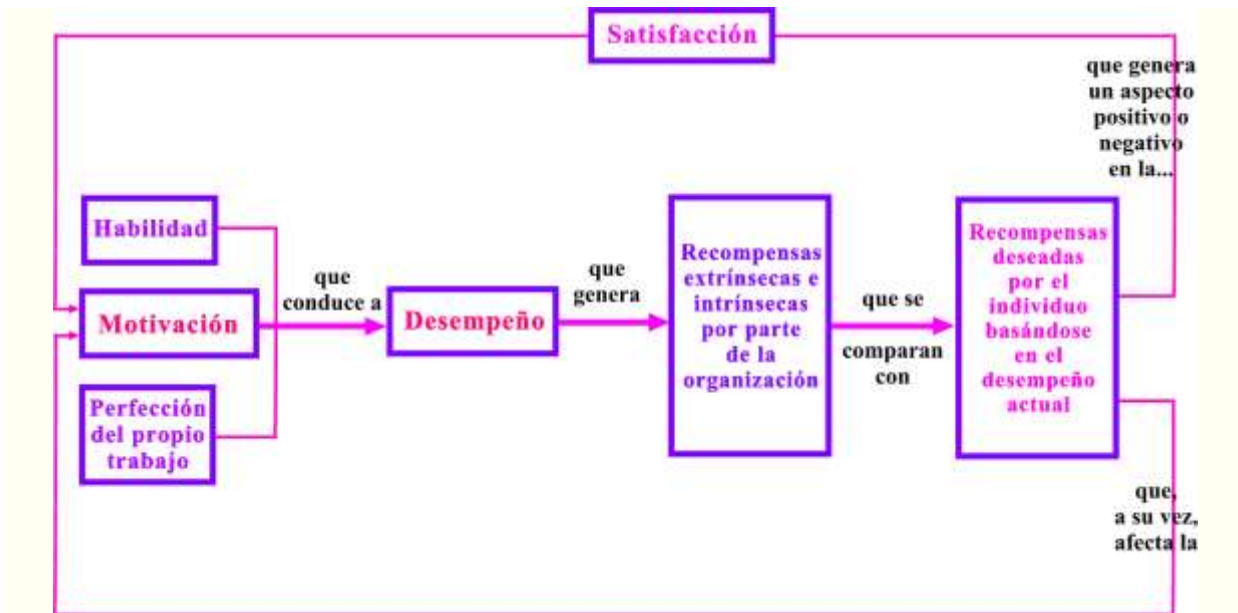 Satisfacción
que genera
un aspecto
positivo o
negativo
en la...
Habilidad
Motivación
Perfección
del propio
trabajo
que
conduce a
Desempeño
que
genera
Recompensas
extrínsecas e
intrínsecas
por parte
de la
organización
que se
comparan
con
Recompensas
deseadas
por el
individuo
basándose
en el
desempeño
actual
que,
a su vez,
afecta la